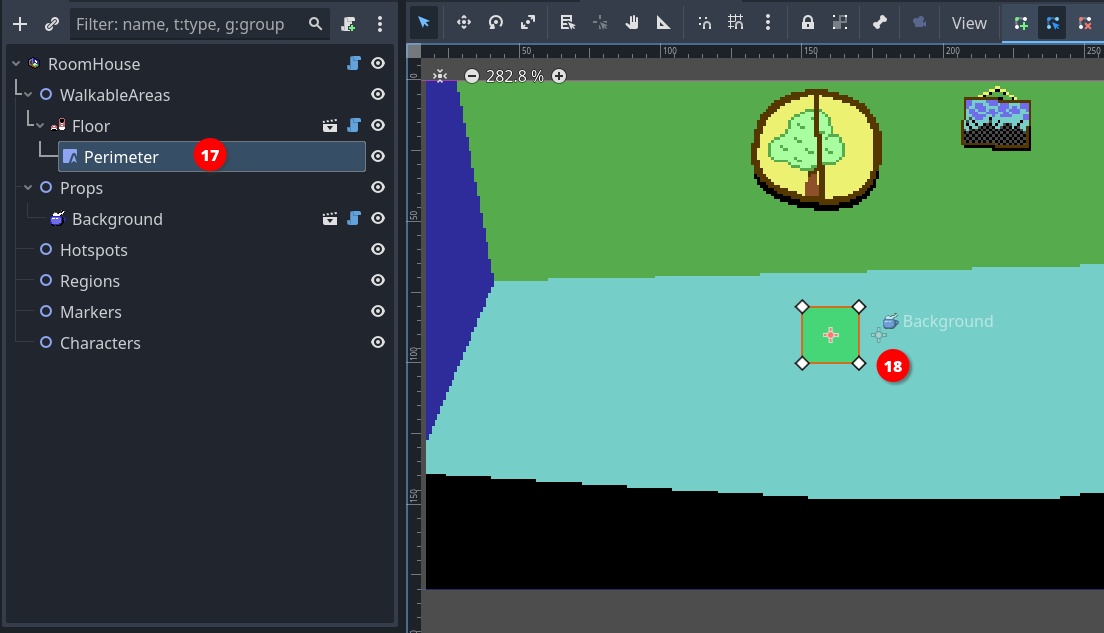 Filter: name, t:type, g:group
RoomHouse
WalkableAreas
Floor
Perimeter
17
Props
Background
Hotspots
Regions
Markers
Characters
View
50
100
150
200
250
0
282.8 %
50
Background
100
18
150